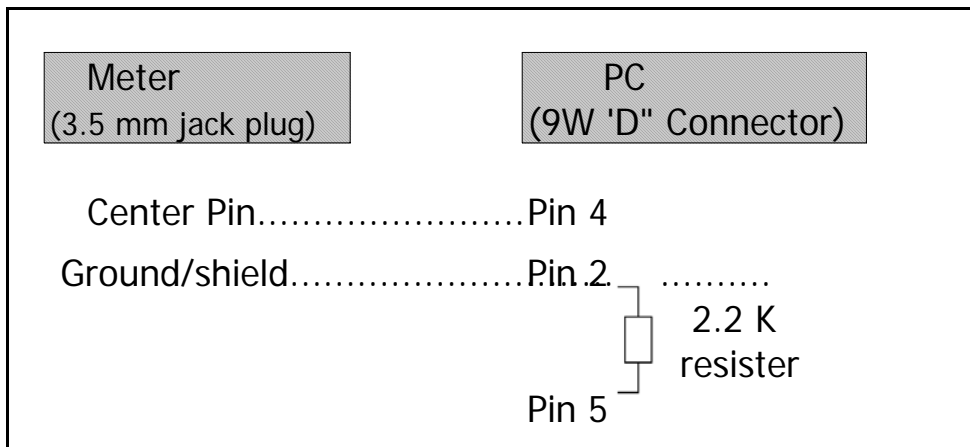 Meter PC
(3.5 mm jack plug) (9W 'D" Connector)
Center Pin........................Pin 4
Ground/shield.............................Pin 2 ..........
2.2 K
resister
Pin 5